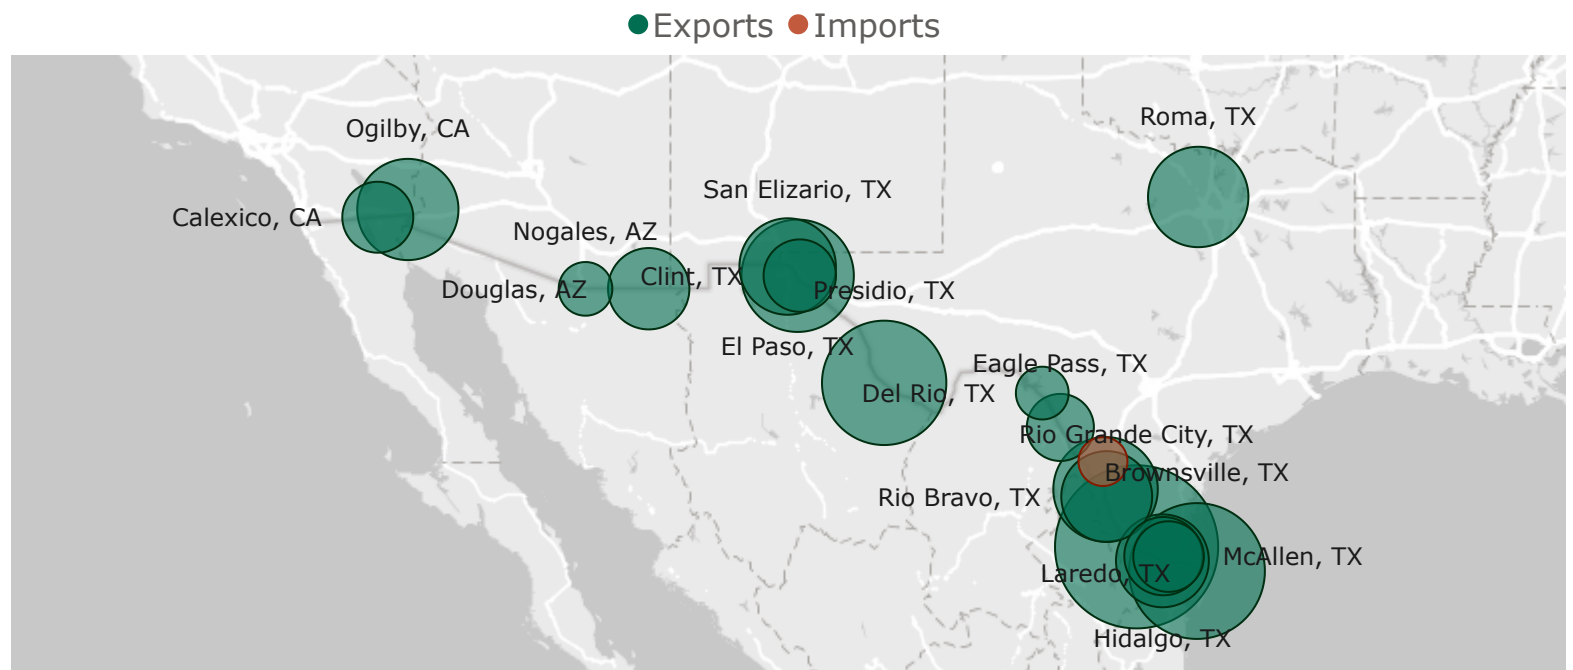 Exports Imports
Roma, TX
Ogilby, CA
San Elizario, TX
Calexico, CA
Nogales, AZ
Clint, TX
Douglas, AZ
Presidio, TX
El Paso, TX
Eagle Pass, TX
Del Rio, TX
Rio Grande City, TX
Brownsville, TX
Rio Bravo, TX
McAllen, TX
Laredo, TX
Hidalgo, TX